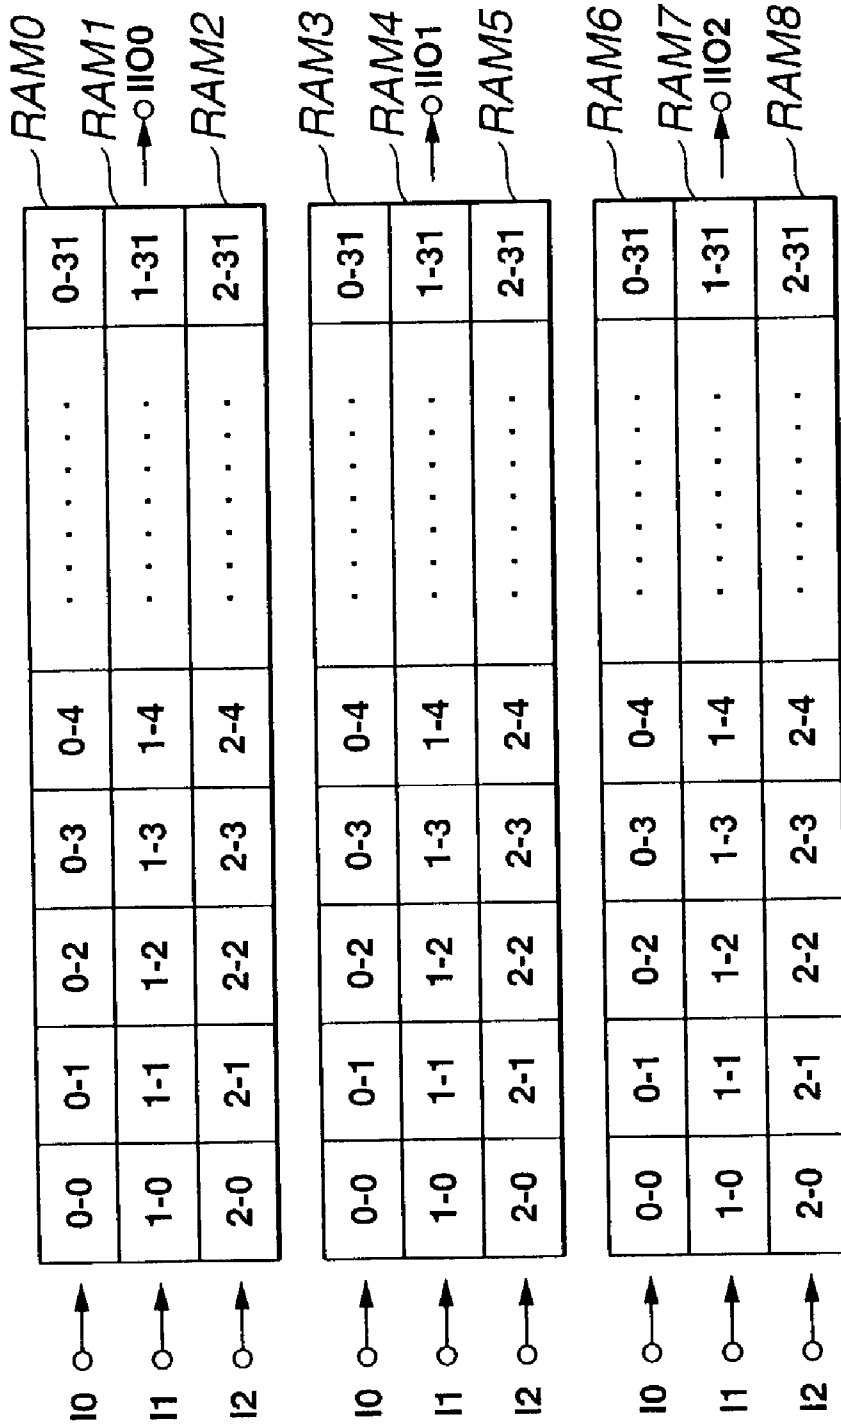 I0 0-0 0-1 0-2 0-3 0-4 . . . . . . . 0-31 RAM0
I1 1-0 1-1 1-2 1-3 1-4 . . . . . . . 1-31 RAM1 IIO0
I2 2-0 2-1 2-2 2-3 2-4 . . . . . . . 2-31 RAM2
I0 0-0 0-1 0-2 0-3 0-4 . . . . . . . 0-31 RAM3
I1 1-0 1-1 1-2 1-3 1-4 . . . . . . . 1-31 RAM4 IIO1
I2 2-0 2-1 2-2 2-3 2-4 . . . . . . . 2-31 RAM5
I0 0-0 0-1 0-2 0-3 0-4 . . . . . . . 0-31 RAM6
I1 1-0 1-1 1-2 1-3 1-4 . . . . . . . 1-31 RAM7 IIO2
I2 2-0 2-1 2-2 2-3 2-4 . . . . . . . 2-31 RAM8